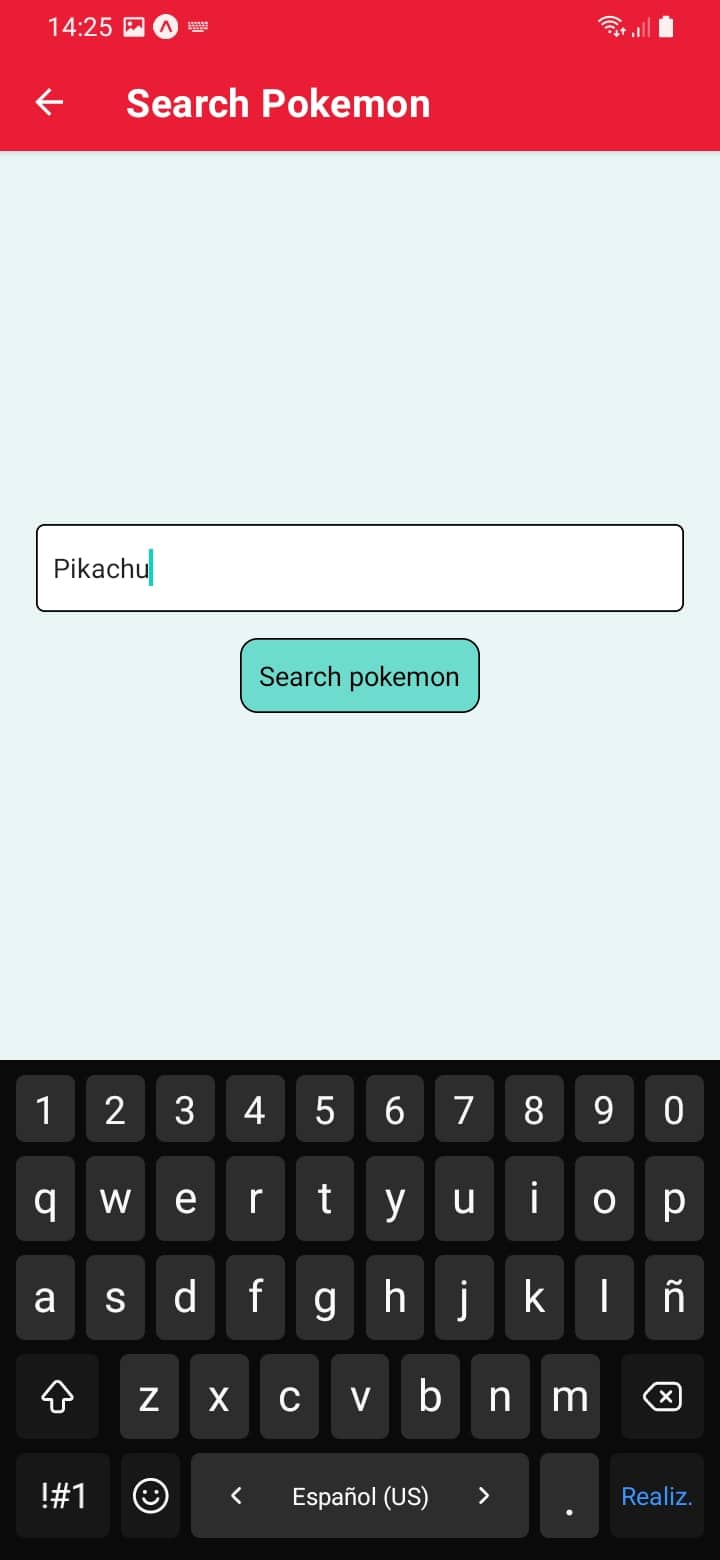 14:25
Search Pokemon
Pikachu
Search pokemon
1 2 3 4 5 6 7 8 9 0
q w e r t y u i o p
a s d f g h j k l ñ
z x c v b n m
!#1 < Español (US) > . Realiz.